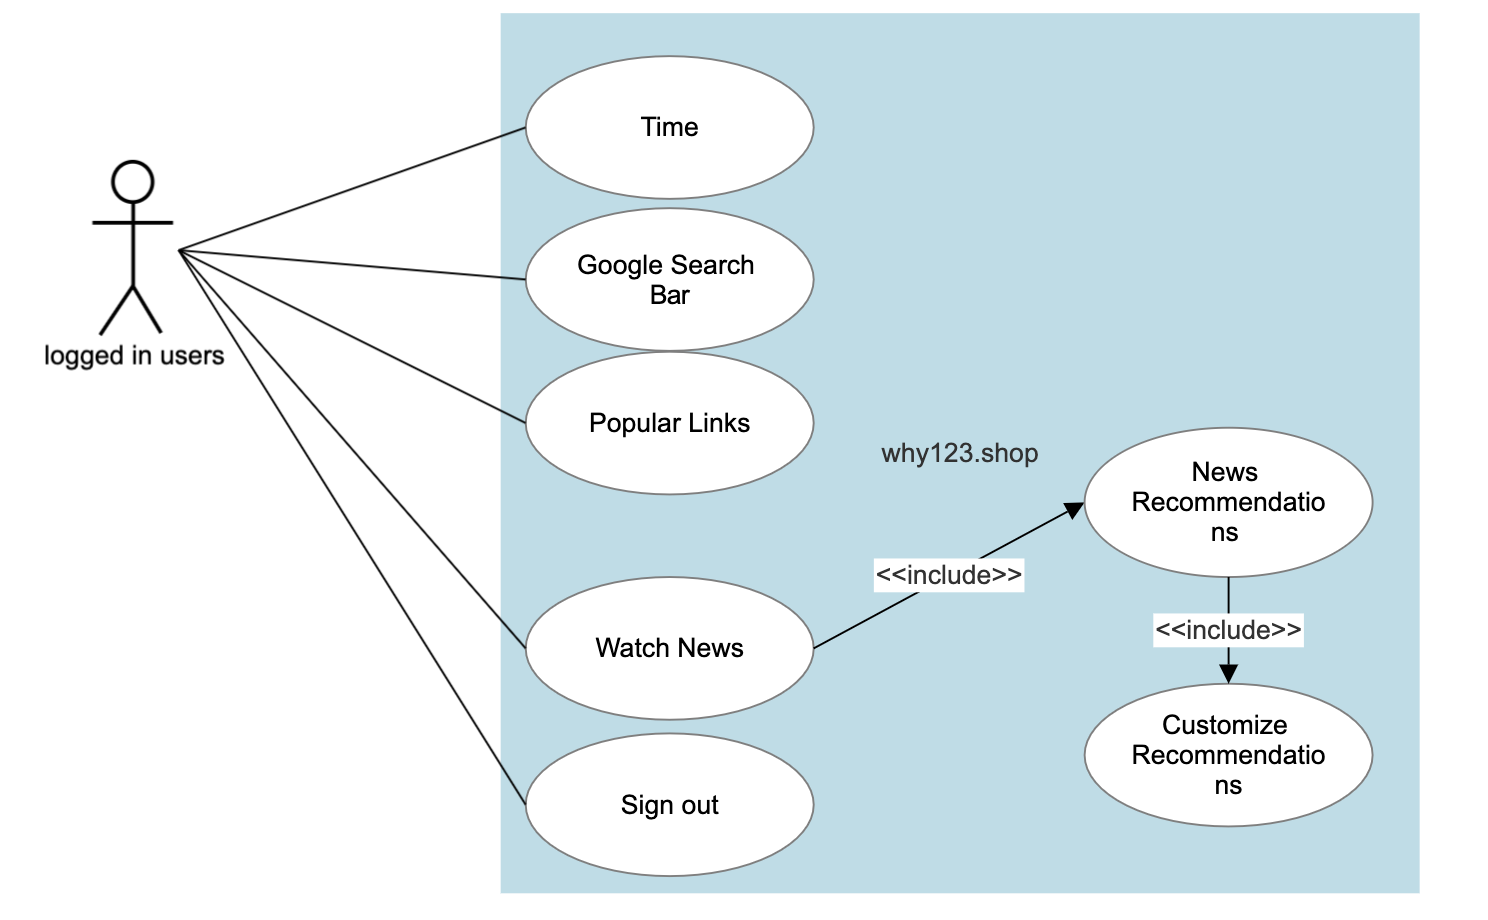 Time
Google Search
Bar
logged in users
Popular Links
why123.shop
News
Recommendatio
ns
<<include>>
<<include>>
Watch News
Customize
Recommendatio
ns
Sign out